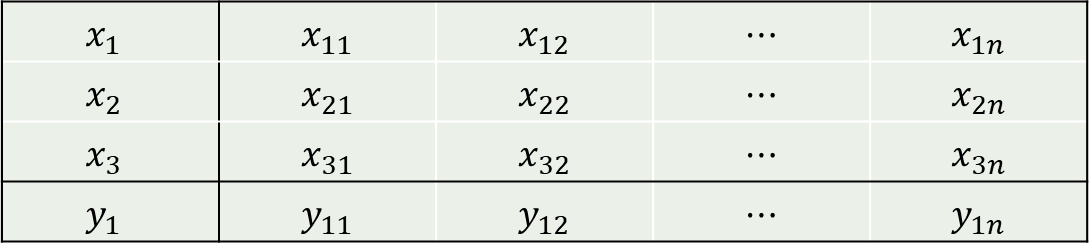 x₁ x₁₁ x₁₂ ⋯ x₁ₙ
x₂ x₂₁ x₂₂ ⋯ x₂ₙ
x₃ x₃₁ x₃₂ ⋯ x₃ₙ
y₁ y₁₁ y₁₂ ⋯ y₁ₙ